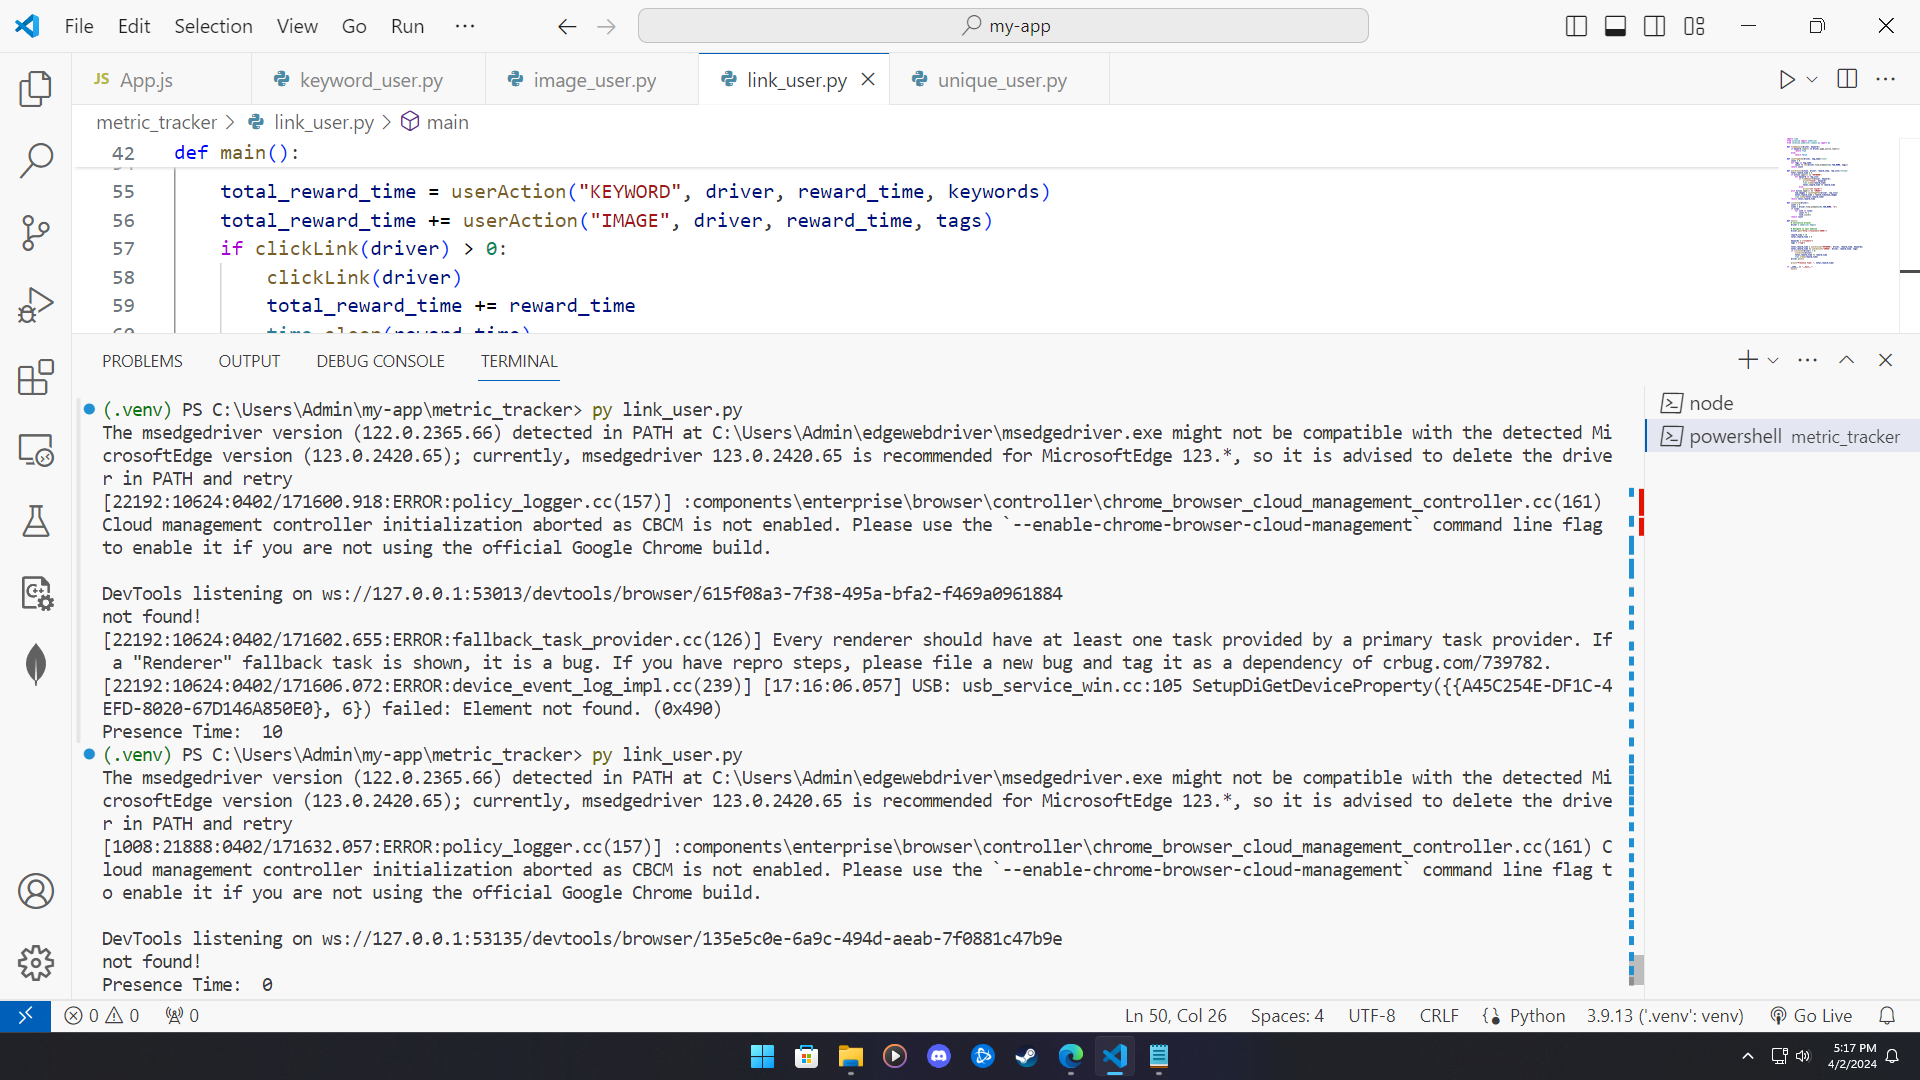 File Edit Selection View Go Run ...
my-app
JS App.js
keyword_user.py
image_user.py
link_user.py
unique_user.py
metric_tracker > link_user.py > main
42 def main():
55 total_reward_time = userAction("KEYWORD", driver, reward_time, keywords)
56 total_reward_time += userAction("IMAGE", driver, reward_time, tags)
57 if clickLink(driver) > 0:
58 clickLink(driver)
59 total_reward_time += reward_time
60 time.sleep(reward_time)
PROBLEMS OUTPUT DEBUG CONSOLE TERMINAL
node
powershell metric_tracker
(.venv) PS C:\Users\Admin\my-app\metric_tracker> py link_user.py
The msedgedriver version (122.0.2365.66) detected in PATH at C:\Users\Admin\edgewebdriver\msedgedriver.exe might not be compatible with the detected Mi
crosoftEdge version (123.0.2420.65); currently, msedgedriver 123.0.2420.65 is recommended for MicrosoftEdge 123.*, so it is advised to delete the drive
r in PATH and retry
[22192:10624:0402/171600.918:ERROR:policy_logger.cc(157)] :components\enterprise\browser\controller\chrome_browser_cloud_management_controller.cc(161)
Cloud management controller initialization aborted as CBCM is not enabled. Please use the `--enable-chrome-browser-cloud-management` command line flag
to enable it if you are not using the official Google Chrome build.
DevTools listening on ws://127.0.0.1:53013/devtools/browser/615f08a3-7f38-495a-bfa2-f469a0961884
not found!
[22192:10624:0402/171602.655:ERROR:fallback_task_provider.cc(126)] Every renderer should have at least one task provided by a primary task provider. If
a "Renderer" fallback task is shown, it is a bug. If you have repro steps, please file a new bug and tag it as a dependency of crbug.com/739782.
[22192:10624:0402/171606.072:ERROR:device_event_log_impl.cc(239)] [17:16:06.057] USB: usb_service_win.cc:105 SetupDiGetDeviceProperty({{A45C254E-DF1C-4
EFD-8020-67D146A850E0}, 6}) failed: Element not found. (0x490)
Presence Time:  10
(.venv) PS C:\Users\Admin\my-app\metric_tracker> py link_user.py
The msedgedriver version (122.0.2365.66) detected in PATH at C:\Users\Admin\edgewebdriver\msedgedriver.exe might not be compatible with the detected Mi
crosoftEdge version (123.0.2420.65); currently, msedgedriver 123.0.2420.65 is recommended for MicrosoftEdge 123.*, so it is advised to delete the drive
r in PATH and retry
[1008:21888:0402/171632.057:ERROR:policy_logger.cc(157)] :components\enterprise\browser\controller\chrome_browser_cloud_management_controller.cc(161) C
loud management controller initialization aborted as CBCM is not enabled. Please use the `--enable-chrome-browser-cloud-management` command line flag t
o enable it if you are not using the official Google Chrome build.
DevTools listening on ws://127.0.0.1:53135/devtools/browser/135e5c0e-6a9c-494d-aeab-7f0881c47b9e
not found!
Presence Time:  0
0 0 0
Ln 50, Col 26 Spaces: 4 UTF-8 CRLF Python 3.9.13 ('.venv': venv) Go Live
5:17 PM
4/2/2024